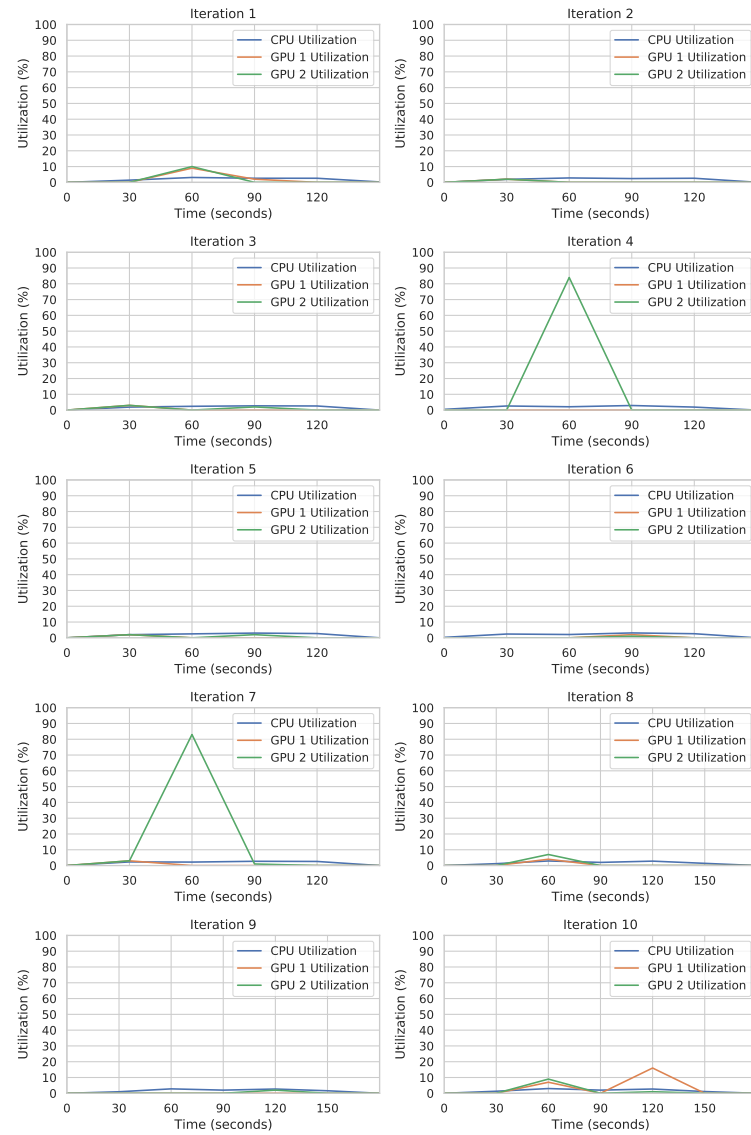 Iteration 1
100
90
80
70
60
50
40
30
20
10
0
Utilization (%)
CPU Utilization
GPU 1 Utilization
GPU 2 Utilization
0 30 60 90 120
Time (seconds)
Iteration 2
100
90
80
70
60
50
40
30
20
10
0
Utilization (%)
CPU Utilization
GPU 1 Utilization
GPU 2 Utilization
0 30 60 90 120
Time (seconds)
Iteration 3
100
90
80
70
60
50
40
30
20
10
0
Utilization (%)
CPU Utilization
GPU 1 Utilization
GPU 2 Utilization
0 30 60 90 120
Time (seconds)
Iteration 4
100
90
80
70
60
50
40
30
20
10
0
Utilization (%)
CPU Utilization
GPU 1 Utilization
GPU 2 Utilization
0 30 60 90 120
Time (seconds)
Iteration 5
100
90
80
70
60
50
40
30
20
10
0
Utilization (%)
CPU Utilization
GPU 1 Utilization
GPU 2 Utilization
0 30 60 90 120
Time (seconds)
Iteration 6
100
90
80
70
60
50
40
30
20
10
0
Utilization (%)
CPU Utilization
GPU 1 Utilization
GPU 2 Utilization
0 30 60 90 120
Time (seconds)
Iteration 7
100
90
80
70
60
50
40
30
20
10
0
Utilization (%)
CPU Utilization
GPU 1 Utilization
GPU 2 Utilization
0 30 60 90 120
Time (seconds)
Iteration 8
100
90
80
70
60
50
40
30
20
10
0
Utilization (%)
CPU Utilization
GPU 1 Utilization
GPU 2 Utilization
0 30 60 90 120 150
Time (seconds)
Iteration 9
100
90
80
70
60
50
40
30
20
10
0
Utilization (%)
CPU Utilization
GPU 1 Utilization
GPU 2 Utilization
0 30 60 90 120 150
Time (seconds)
Iteration 10
100
90
80
70
60
50
40
30
20
10
0
Utilization (%)
CPU Utilization
GPU 1 Utilization
GPU 2 Utilization
0 30 60 90 120 150
Time (seconds)